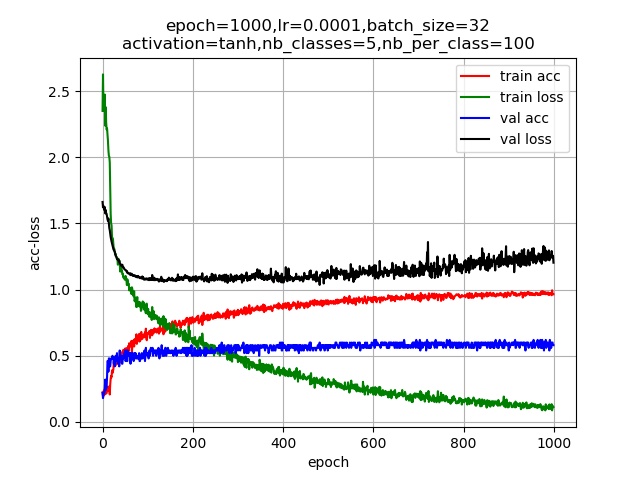 epoch=1000,lr=0.0001,batch_size=32
activation=tanh,nb_classes=5,nb_per_class=100
train acc
train loss
val acc
val loss
acc-loss
2.5
2.0
1.5
1.0
0.5
0.0
0 200 400 600 800 1000
epoch